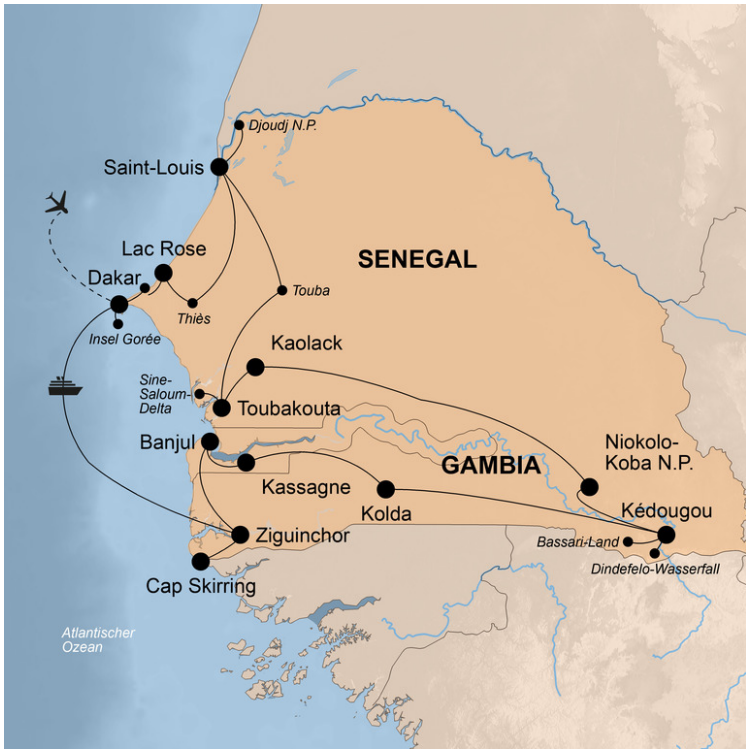 Djoudj N.P.
Saint-Louis
Lac Rose
SENEGAL
Dakar
Touba
Thiès
Insel Gorée
Kaolack
Sine-
Saloum-
Delta
Toubakouta
Banjul
Niokolo-
Koba N.P.
GAMBIA
Kassagne
Kolda
Kédougou
Ziguinchor
Bassari-Land
Dindefelo-Wasserfall
Cap Skirring
Atlantischer
Ozean